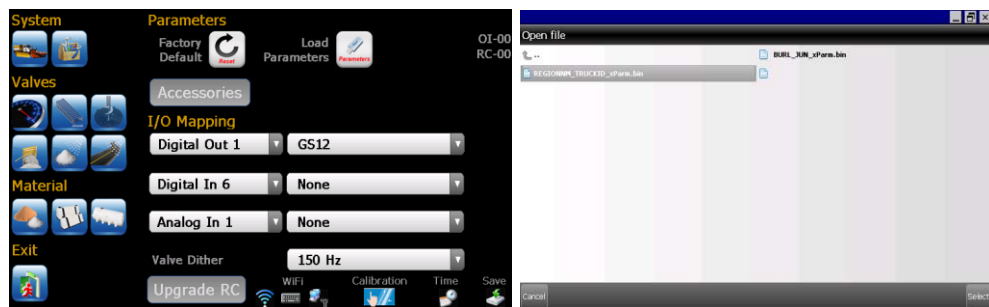 System
Parameters
Factory
Default
Reset
Load
Parameters
Parameters
OI-00
RC-00
Valves
Accessories
I/O Mapping
Digital Out 1
GS12
Digital In 6
None
Material
Analog In 1
None
Exit
Valve Dither
150 Hz
Upgrade RC
WiFi
Calibration
Time
Save
Open file
..
BURL_JUN_xParm.bin
REGIONNM_TRUCKID_xParm.bin
Cancel
Select